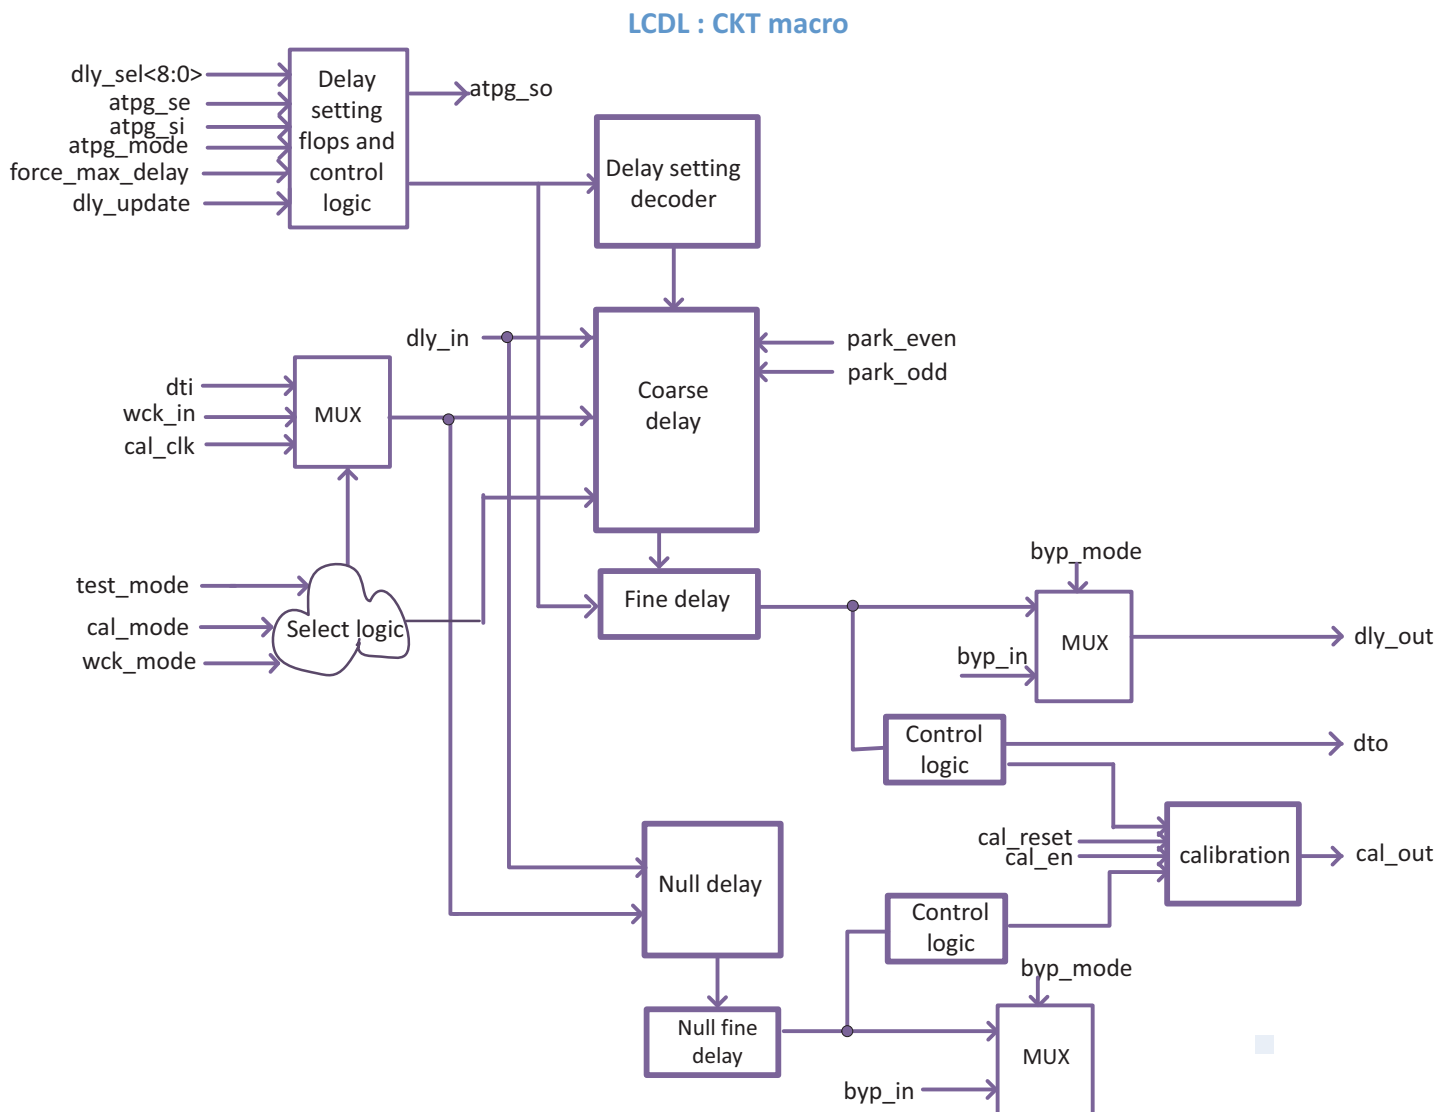 LCDL : CKT macro
dly_sel<8:0>
atpg_se
atpg_si
atpg_mode
force_max_delay
dly_update
Delay
setting
flops and
control
logic
atpg_so
Delay setting
decoder
dly_in
park_even
park_odd
Coarse
delay
dti
wck_in
cal_clk
MUX
test_mode
cal_mode
wck_mode
Select logic
Fine delay
byp_mode
byp_in
MUX
dly_out
Control
logic
dto
cal_reset
cal_en
calibration
cal_out
Null delay
Control
logic
byp_mode
Null fine
delay
MUX
byp_in